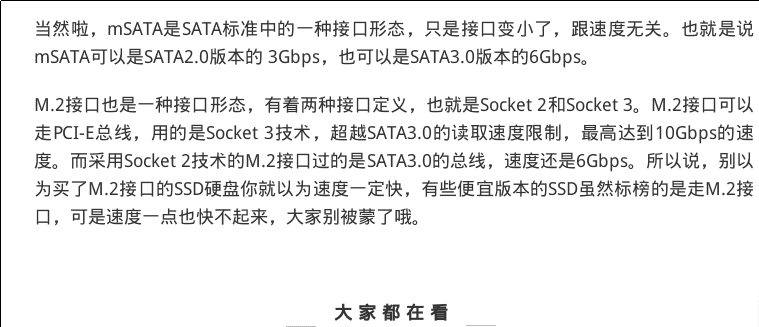 当然啦，mSATA是SATA标准中的一种接口形态，只是接口变小了，跟速度无关。也就是说
mSATA可以是SATA2.0版本的 3Gbps，也可以是SATA3.0版本的6Gbps。
M.2接口也是一种接口形态，有着两种接口定义，也就是Socket 2和Socket 3。M.2接口可以
走PCI-E总线，用的是Socket 3技术，超越SATA3.0的读取速度限制，最高达到10Gbps的速
度。而采用Socket 2技术的M.2接口过的是SATA3.0的总线，速度还是6Gbps。所以说，别以
为买了M.2接口的SSD硬盘你就以为速度一定快，有些便宜版本的SSD虽然标榜的是走M.2接
口，可是速度一点也快不起来，大家别被蒙了哦。
大家都在看